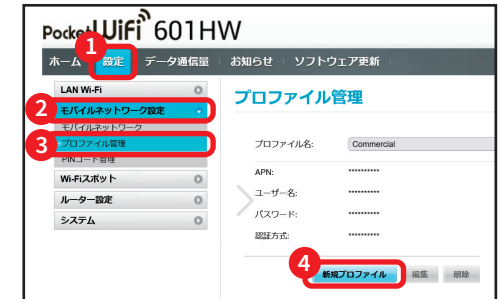 Pocket WiFi 601HW
1
ホーム 設定 データ通信量 お知らせ ソフトウェア更新
LAN Wi-Fi
プロファイル管理
2 モバイルネットワーク設定
モバイルネットワーク
3 プロファイル管理
プロファイル名: Commercial
PINコード管理
APN: **********
Wi-Fiスポット
ユーザー名: **********
ルーター設定
パスワード: **********
システム
認証方式: **********
4
新規プロファイル 編集 削除